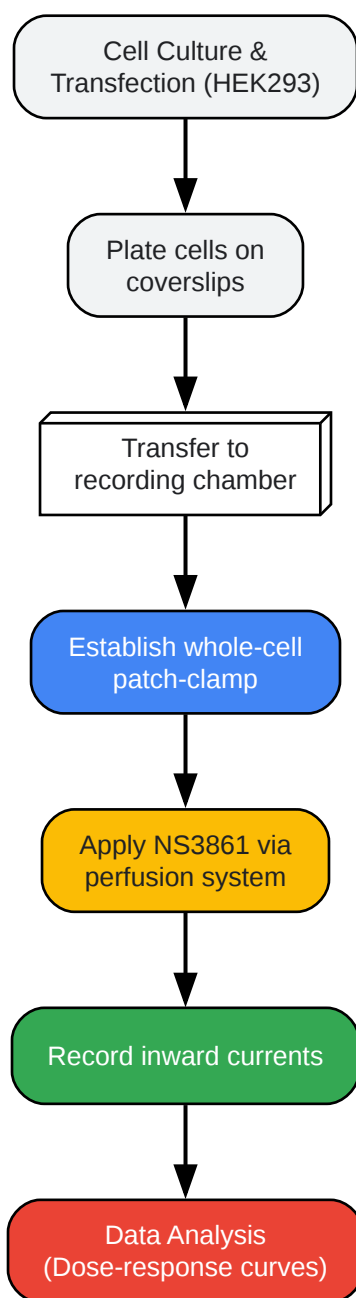 Cell Culture &
Transfection (HEK293)
Plate cells on
coverslips
Transfer to
recording chamber
Establish whole-cell
patch-clamp
Apply NS3861 via
perfusion system
Record inward currents
Data Analysis
(Dose-response curves)